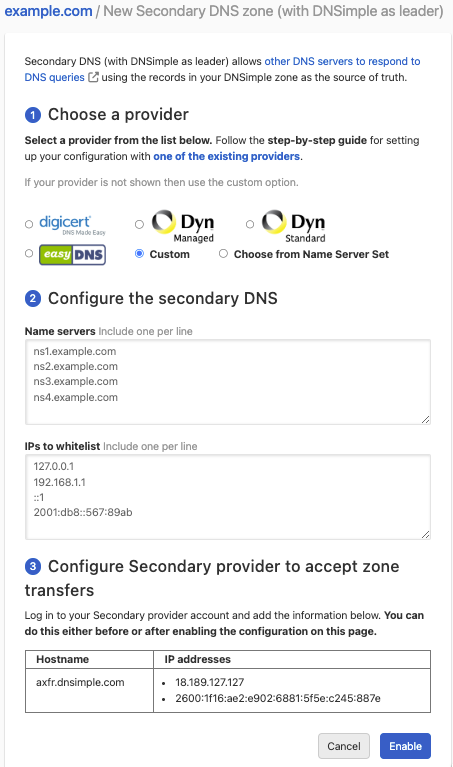 example.com / New Secondary DNS zone (with DNSimple as leader)
Secondary DNS (with DNSimple as leader) allows other DNS servers to respond to
DNS queries using the records in your DNSimple zone as the source of truth.
1 Choose a provider
Select a provider from the list below. Follow the step-by-step guide for setting
up your configuration with one of the existing providers.
If your provider is not shown then use the custom option.
digicert DNS Made Easy Dyn Managed Dyn Standard
easyDNS Custom Choose from Name Server Set
2 Configure the secondary DNS
Name servers Include one per line
ns1.example.com
ns2.example.com
ns3.example.com
ns4.example.com
IPs to whitelist Include one per line
127.0.0.1
192.168.1.1
::1
2001:db8::567:89ab
3 Configure Secondary provider to accept zone
transfers
Log in to your Secondary provider account and add the information below. You can
do this either before or after enabling the configuration on this page.
Hostname IP addresses
axfr.dnsimple.com • 18.189.127.127
• 2600:1f16:ae2:e902:6881:5f5e:c245:887e
Cancel Enable